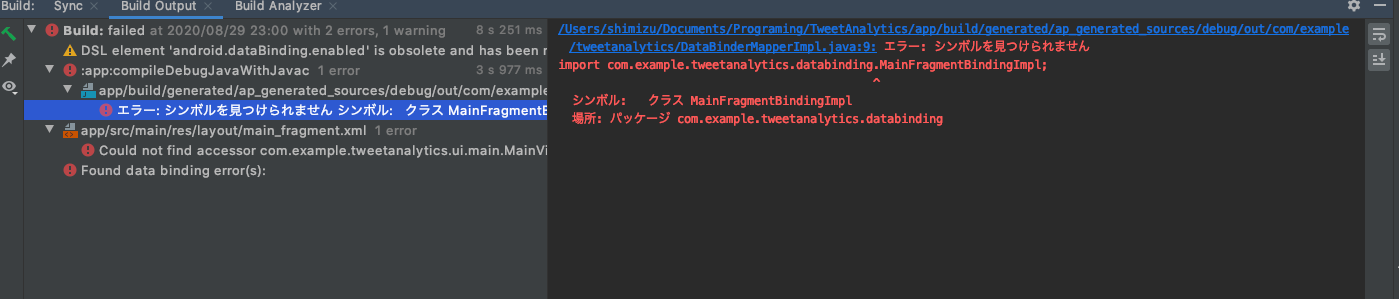 Build: Sync × Build Output × Build Analyzer ×
Build: failed at 2020/08/29 23:00 with 2 errors, 1 warning 8 s 251 ms
DSL element 'android.dataBinding.enabled' is obsolete and has been r
:app:compileDebugJavaWithJavac 1 error 3 s 977 ms
app/build/generated/ap_generated_sources/debug/out/com/example
エラー: シンボルを見つけられません シンボル: クラス MainFragmentB
app/src/main/res/layout/main_fragment.xml 1 error
Could not find accessor com.example.tweetanalytics.ui.main.MainVi
Found data binding error(s):
/Users/shimizu/Documents/Programing/TweetAnalytics/app/build/generated/ap_generated_sources/debug/out/com/example
/tweetanalytics/DataBinderMapperImpl.java:9: エラー: シンボルを見つけられません
import com.example.tweetanalytics.databinding.MainFragmentBindingImpl;
^
シンボル: クラス MainFragmentBindingImpl
場所: パッケージ com.example.tweetanalytics.databinding